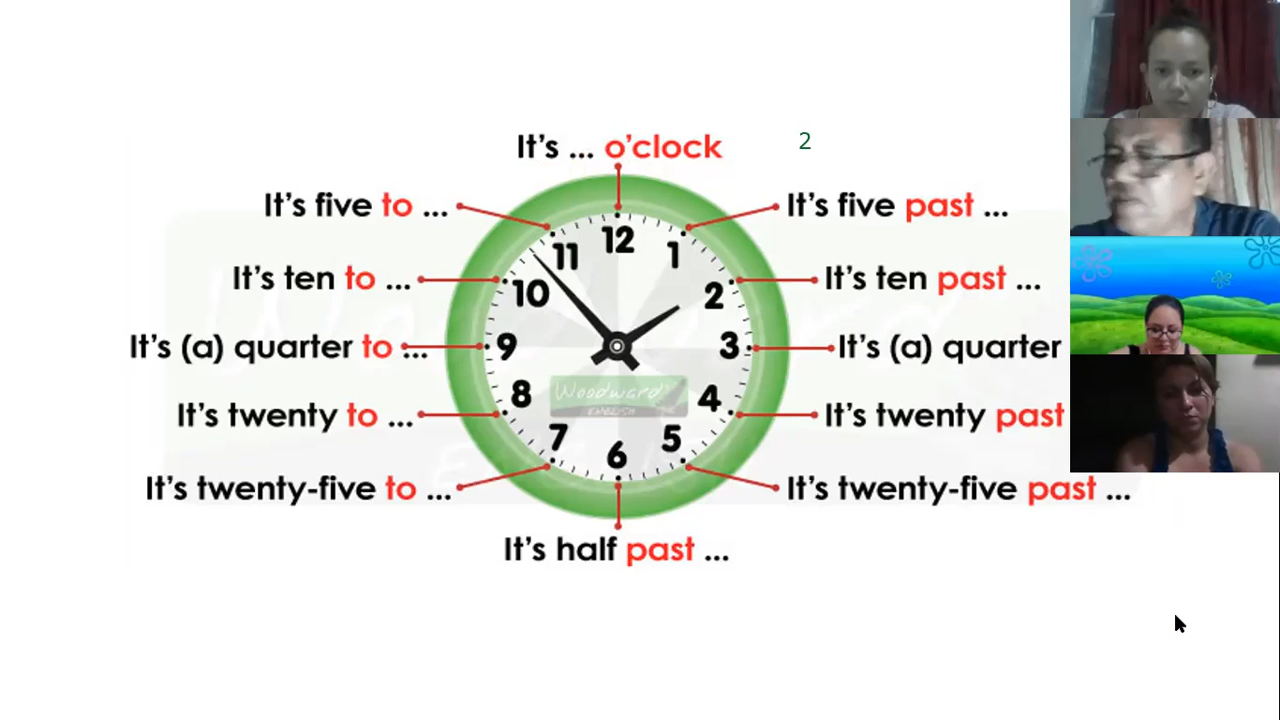 It's ... o'clock
2
It's five to ...
It's five past ...
It's ten to ...
It's ten past ...
It's (a) quarter to ...
It's (a) quarter
It's twenty to ...
It's twenty past
It's twenty-five to ...
It's twenty-five past ...
It's half past ...
12
1
2
3
4
5
6
7
8
9
10
11
Woodward
ENGLISH